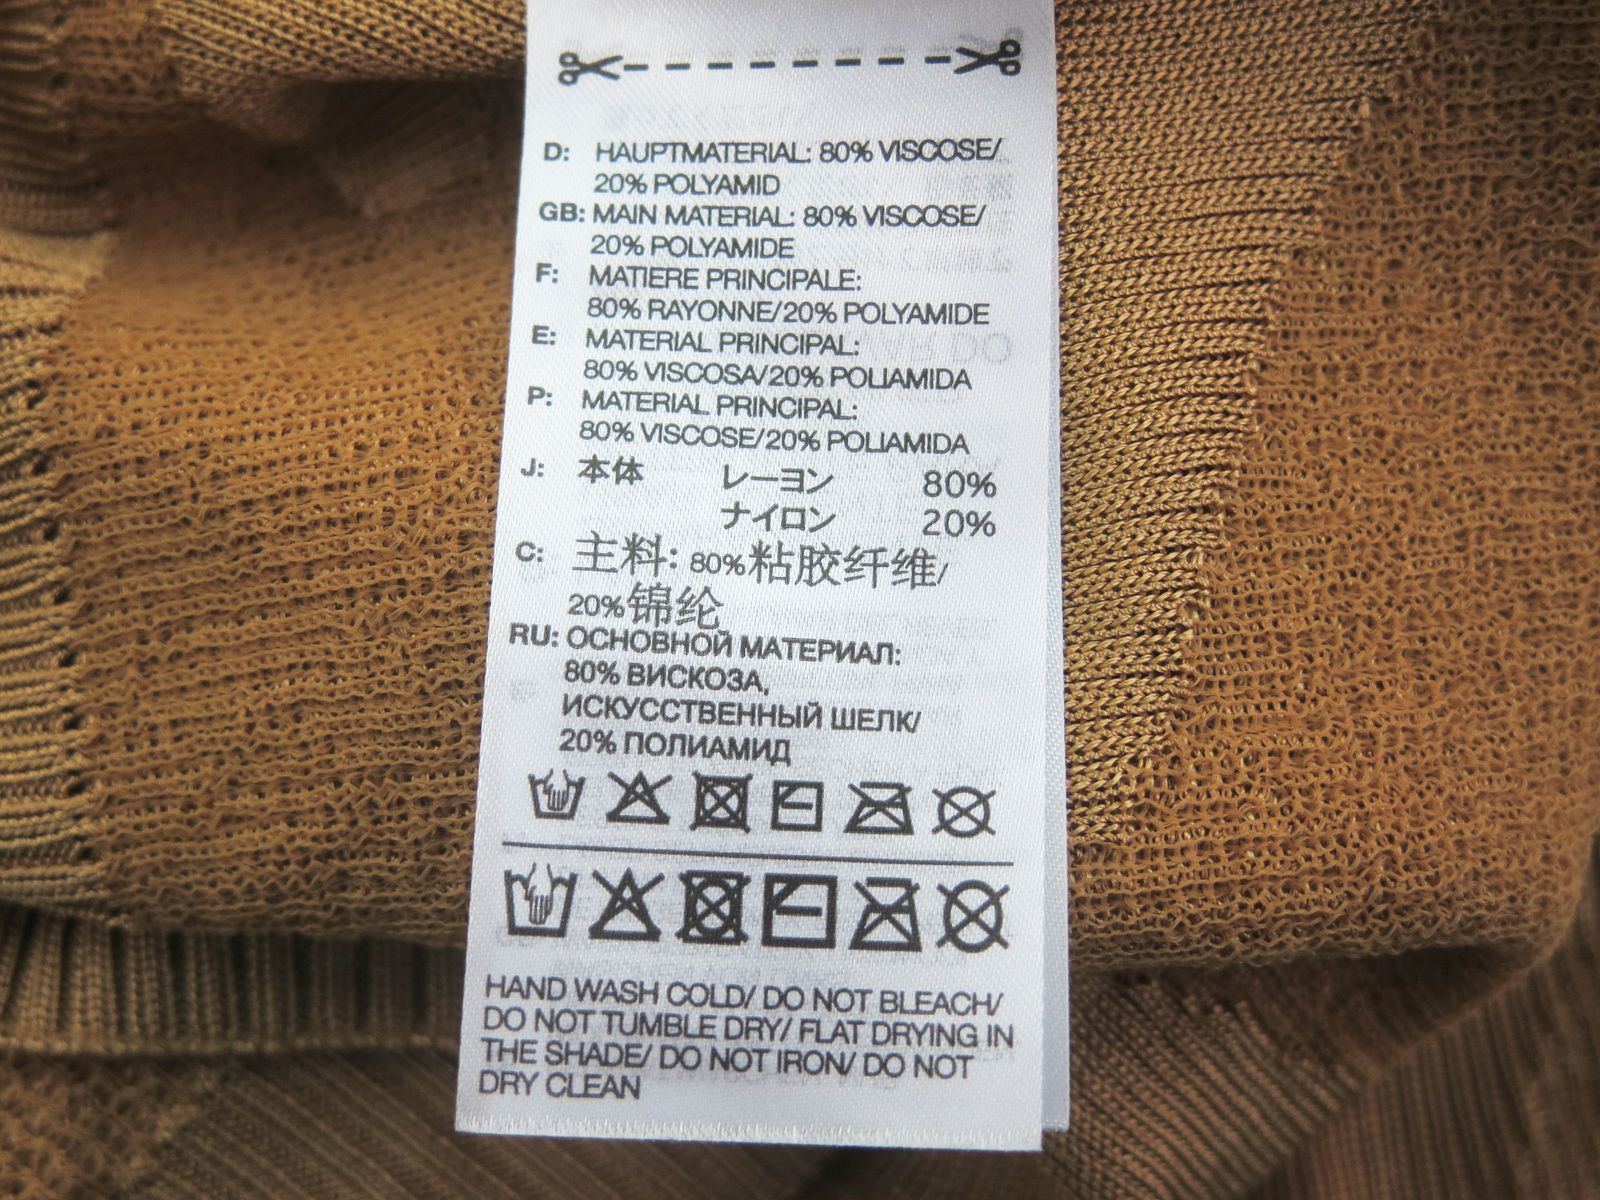 D: HAUPTMATERIAL: 80% VISCOSE/
20% POLYAMID
GB: MAIN MATERIAL: 80% VISCOSE/
20% POLYAMIDE
F: MATIERE PRINCIPALE:
80% RAYONNE/20% POLYAMIDE
E: MATERIAL PRINCIPAL:
80% VISCOSA/20% POLIAMIDA
P: MATERIAL PRINCIPAL:
80% VISCOSE/20% POLIAMIDA
J: 本体 レーヨン 80%
ナイロン 20%
C: 主料: 80%粘胶纤维/
20%锦纶
RU: ОСНОВНОЙ МАТЕРИАЛ:
80% ВИСКОЗА,
ИСКУССТВЕННЫЙ ШЕЛК/
20% ПОЛИАМИД
HAND WASH COLD/ DO NOT BLEACH/
DO NOT TUMBLE DRY/ FLAT DRYING IN
THE SHADE/ DO NOT IRON/ DO NOT
DRY CLEAN